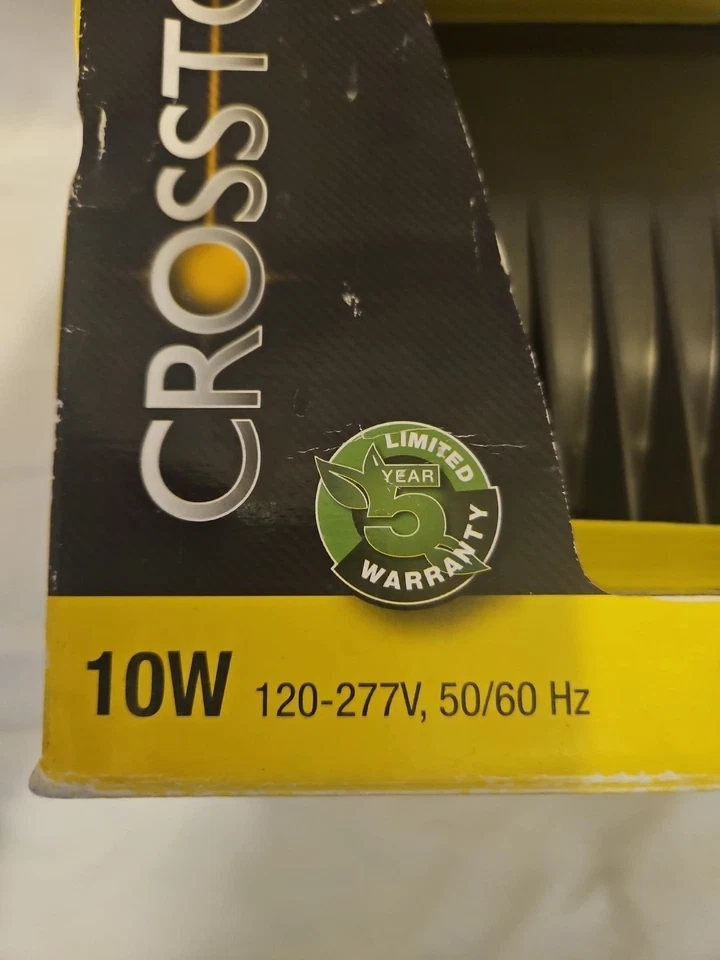 CROSSTO
LIMITED
5 YEAR
WARRANTY
10W 120-277V, 50/60 Hz